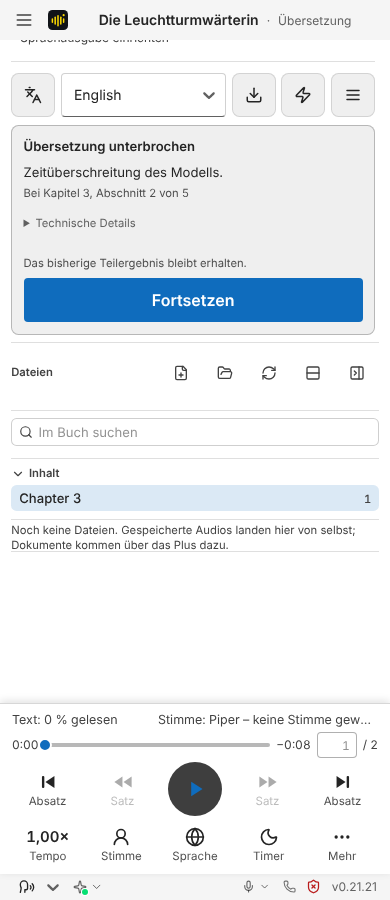 Die Leuchtturmwärterin · Übersetzung
Sprachausgabe einrichten
English
Übersetzung unterbrochen
Zeitüberschreitung des Modells.
Bei Kapitel 3, Abschnitt 2 von 5
Technische Details
Das bisherige Teilergebnis bleibt erhalten.
Fortsetzen
Dateien
Im Buch suchen
Inhalt
Chapter 3 1
Noch keine Dateien. Gespeicherte Audios landen hier von selbst;
Dokumente kommen über das Plus dazu.
Text: 0 % gelesen Stimme: Piper – keine Stimme gew…
0:00 −0:08 1 / 2
Absatz Satz Satz Absatz
1,00×
Tempo Stimme Sprache Timer Mehr
v0.21.21